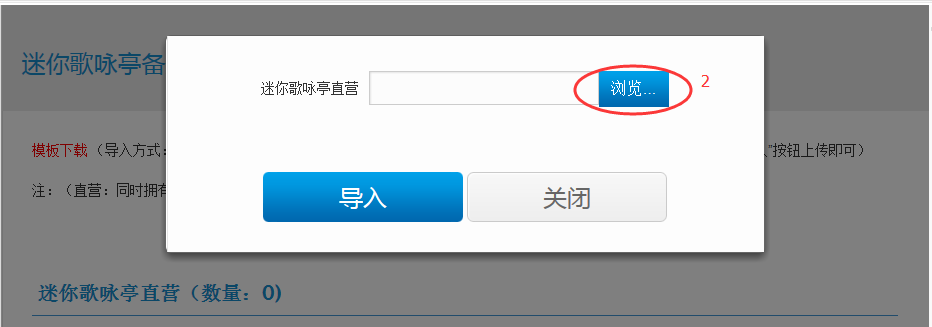 迷你歌咏亭备
迷你歌咏亭直营 浏览... 2
模板下载（导入方式： "按钮上传即可）
注：（直营：同时拥有
导入 关闭
迷你歌咏亭直营（数量：0)